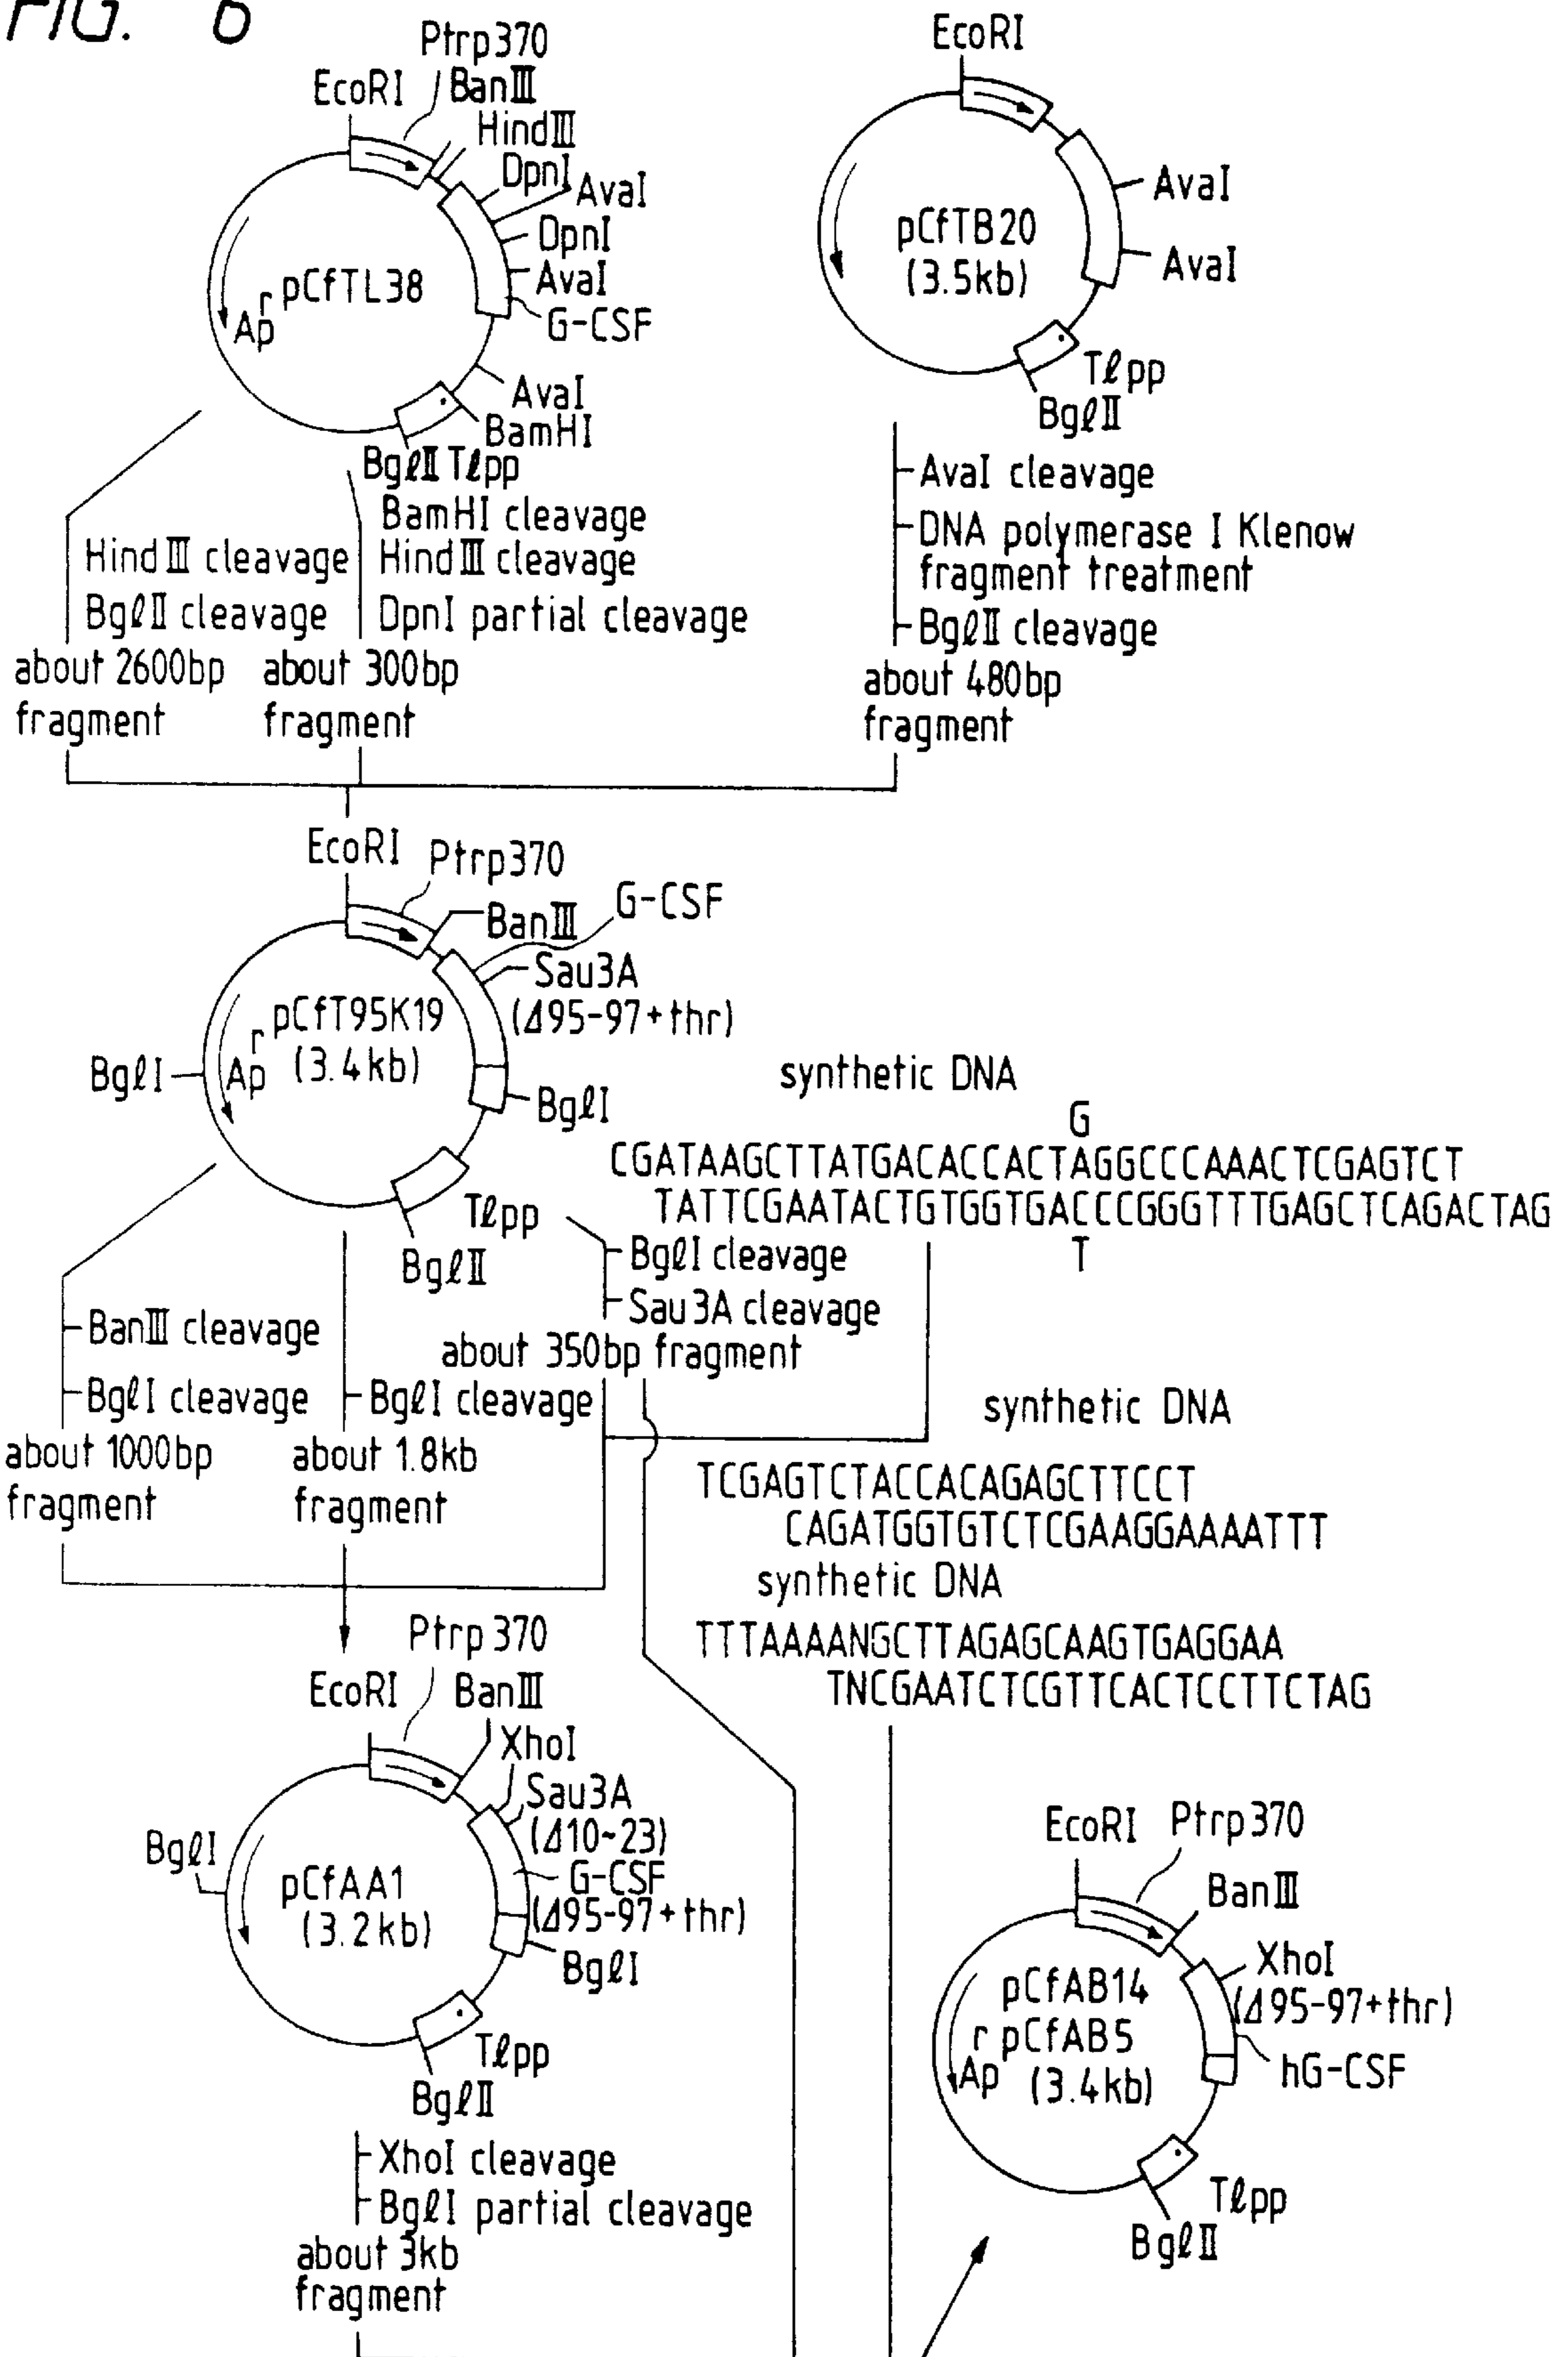 FIG. 6
Ptrp370
EcoRI
BanIII
HindIII
DpnI
AvaI
DpnI
AvaI
G-CSF
pCfTL38
Apr
AvaI
BamHI
BglII Tlpp
EcoRI
AvaI
AvaI
pCfTB20
(3.5kb)
Tlpp
BglII
HindIII cleavage
BglII cleavage
about 2600bp
fragment
BamHI cleavage
HindIII cleavage
DpnI partial cleavage
about 300bp
fragment
AvaI cleavage
DNA polymerase I Klenow
fragment treatment
BglII cleavage
about 480bp
fragment
EcoRI
Ptrp370
BanIII
G-CSF
Sau3A
(Δ95-97+thr)
pCfT95K19
(3.4kb)
Apr
BglI
BglI
Tlpp
BglII
synthetic DNA
G
CGATAAGCTTATGACACCACTAGGCCCAAACTCGAGTCT
TATTCGAATACTGTGGTGACCCGGGTTTGAGCTCAGACTAG
T
BanIII cleavage
BglI cleavage
about 1000bp
fragment
BglI cleavage
about 1.8kb
fragment
BglI cleavage
Sau3A cleavage
about 350bp fragment
synthetic DNA
TCGAGTCTACCACAGAGCTTCCT
CAGATGGTGTCTCGAAGGAAAATTT
synthetic DNA
TTTAAAANGCTTAGAGCAAGTGAGGAA
TNCGAATCTCGTTCACTCCTTCTAG
Ptrp370
EcoRI
BanIII
XhoI
Sau3A
(Δ10~23)
G-CSF
(Δ95-97+thr)
BglI
BglI
pCfAA1
(3.2kb)
Tlpp
BglII
XhoI cleavage
BglI partial cleavage
about 3kb
fragment
EcoRI
Ptrp370
BanIII
XhoI
(Δ95-97+thr)
hG-CSF
pCfAB14
pCfAB5
(3.4kb)
Apr
Tlpp
BglII